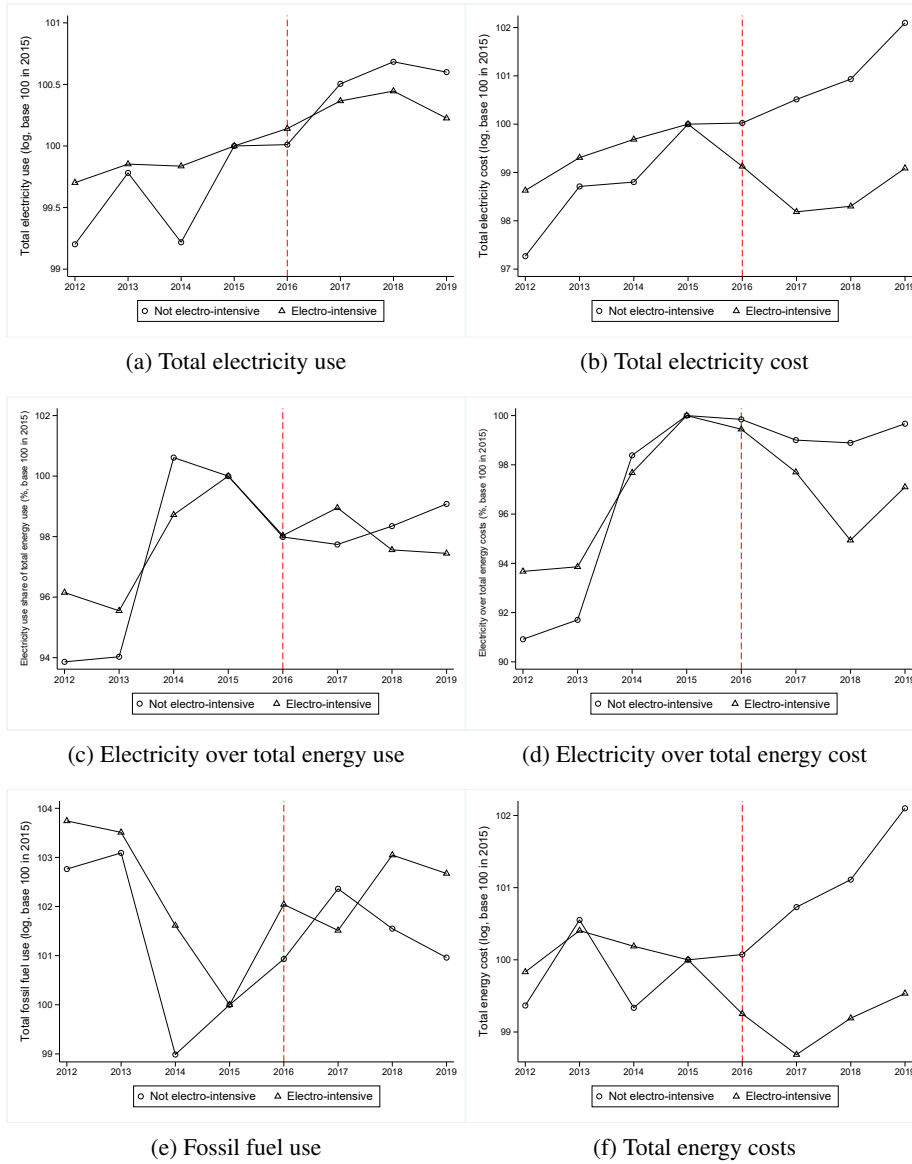 Total electricity use (log, base 100 in 2015)
101
100.5
100
99.5
99
2012 2013 2014 2015 2016 2017 2018 2019
Not electro-intensive Electro-intensive
(a) Total electricity use
Total electricity cost (log, base 100 in 2015)
102
101
100
99
98
97
2012 2013 2014 2015 2016 2017 2018 2019
Not electro-intensive Electro-intensive
(b) Total electricity cost
Electricity use share of total energy use (%, base 100 in 2015)
102
100
98
96
94
2012 2013 2014 2015 2016 2017 2018 2019
Not electro-intensive Electro-intensive
(c) Electricity over total energy use
Electricity over total energy costs (%, base 100 in 2015)
100
98
96
94
92
90
2012 2013 2014 2015 2016 2017 2018 2019
Not electro-intensive Electro-intensive
(d) Electricity over total energy cost
Total fossil fuel use (log, base 100 in 2015)
104
103
102
101
100
99
2012 2013 2014 2015 2016 2017 2018 2019
Not electro-intensive Electro-intensive
(e) Fossil fuel use
Total energy cost (log, base 100 in 2015)
102
101
100
99
2012 2013 2014 2015 2016 2017 2018 2019
Not electro-intensive Electro-intensive
(f) Total energy costs